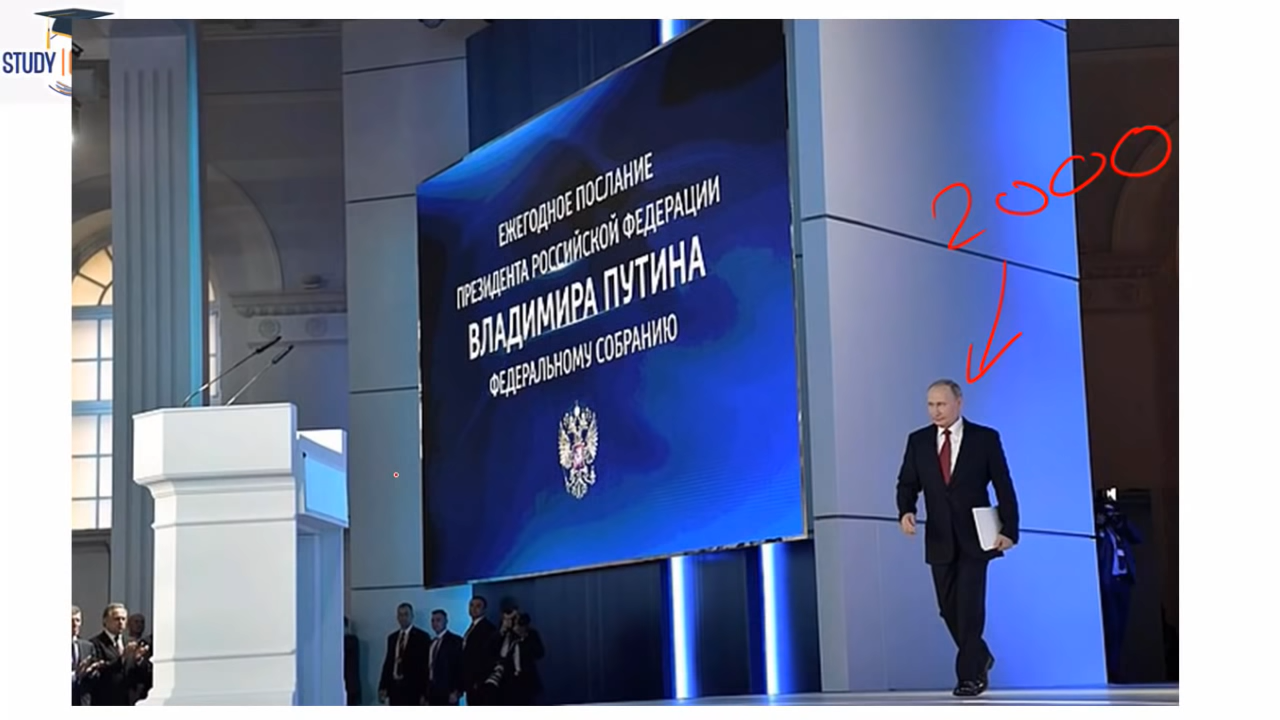 STUDY
ЕЖЕГОДНОЕ ПОСЛАНИЕ
ПРЕЗИДЕНТА РОССИЙСКОЙ ФЕДЕРАЦИИ
ВЛАДИМИРА ПУТИНА
ФЕДЕРАЛЬНОМУ СОБРАНИЮ
2000